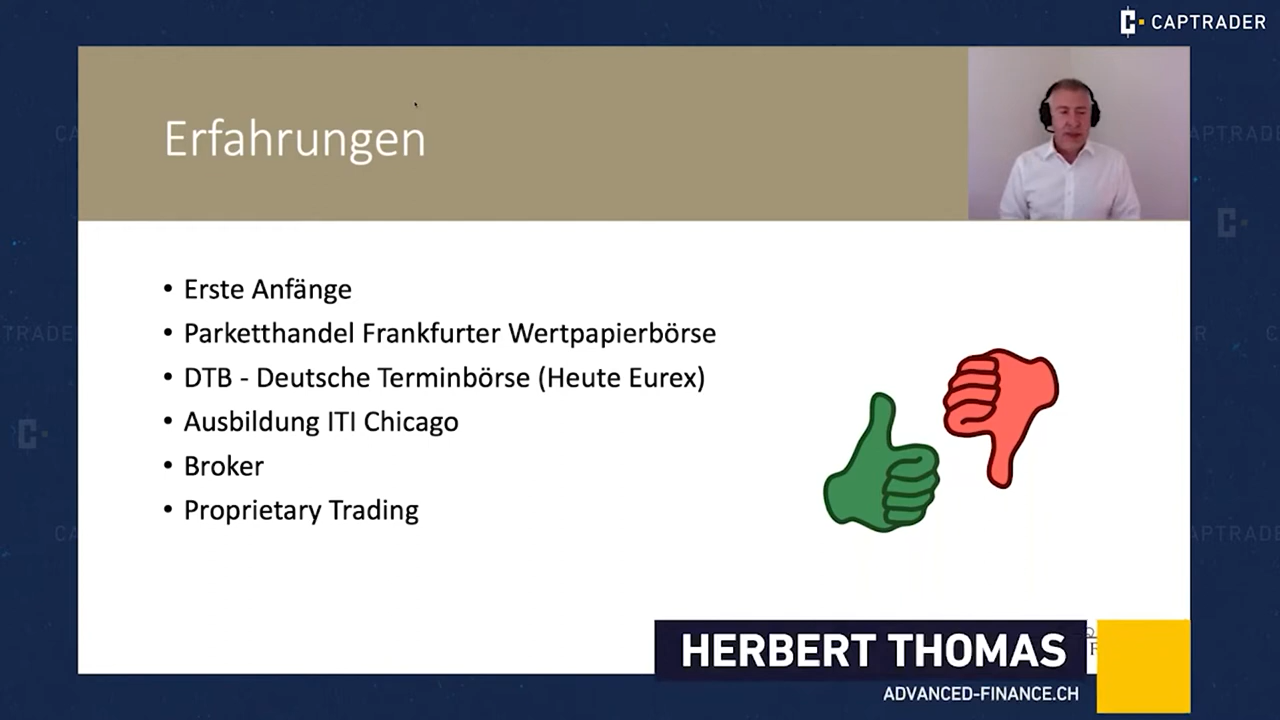 CAPTRADER
Erfahrungen
• Erste Anfänge
• Parketthandel Frankfurter Wertpapierbörse
• DTB - Deutsche Terminbörse (Heute Eurex)
• Ausbildung ITI Chicago
• Broker
• Proprietary Trading
HERBERT THOMAS
ADVANCED-FINANCE.CH